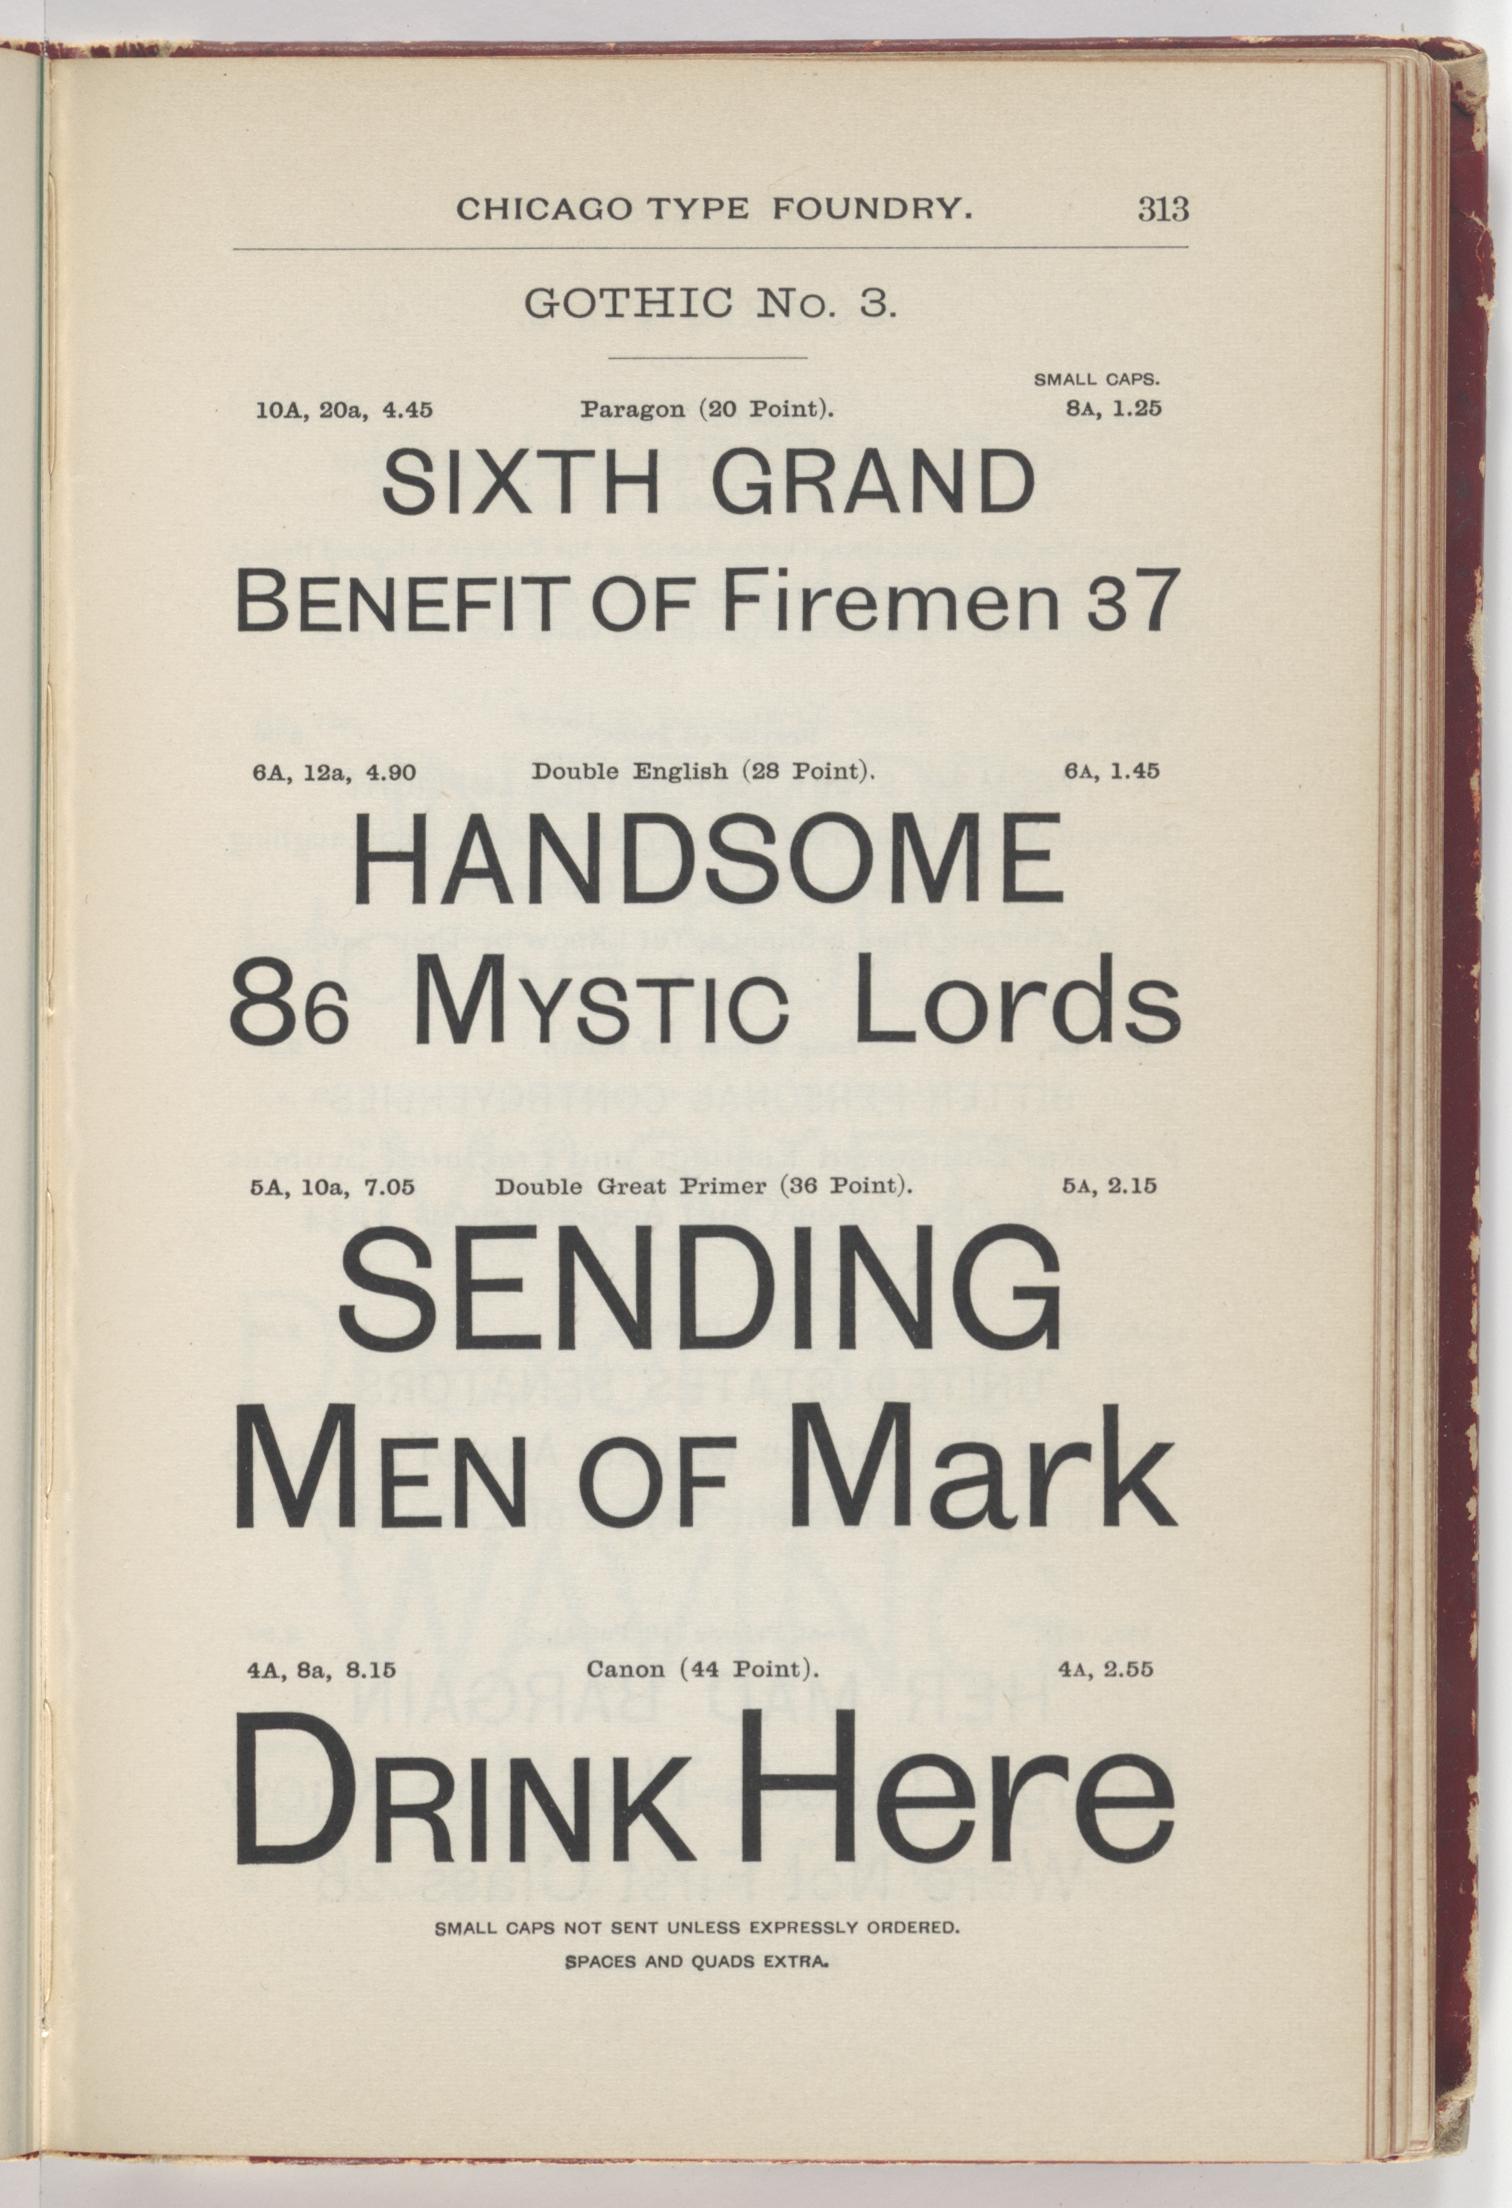 CHICAGO TYPE FOUNDRY. 313
GOTHIC No. 3.
SMALL CAPS.
10A, 20a, 4.45 Paragon (20 Point). 8A, 1.25
SIXTH GRAND
BENEFIT OF Firemen 37
6A, 12a, 4.90 Double English (28 Point). 6A, 1.45
HANDSOME
86 MYSTIC Lords
5A, 10a, 7.05 Double Great Primer (36 Point). 5A, 2.15
SENDING
MEN OF Mark
4A, 8a, 8.15 Canon (44 Point). 4A, 2.55
DRINK Here
SMALL CAPS NOT SENT UNLESS EXPRESSLY ORDERED.
SPACES AND QUADS EXTRA.